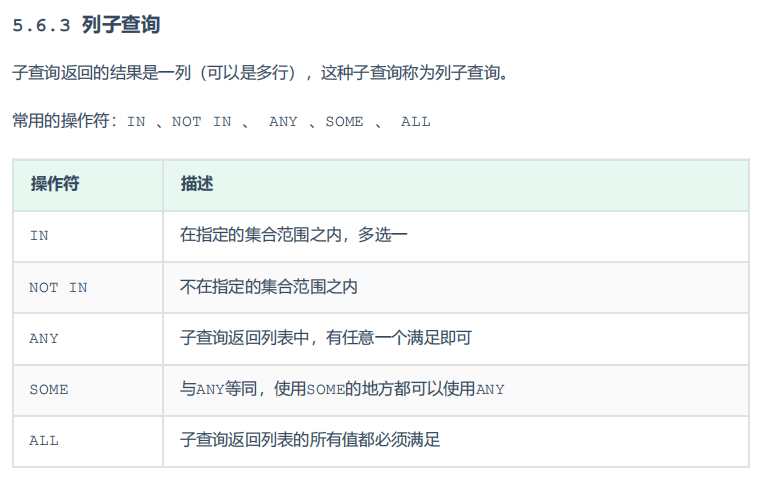 5.6.3 列子查询
子查询返回的结果是一列（可以是多行），这种子查询称为列子查询。
常用的操作符：IN 、NOT IN 、 ANY 、SOME 、 ALL
操作符 描述
IN 在指定的集合范围之内，多选一
NOT IN 不在指定的集合范围之内
ANY 子查询返回列表中，有任意一个满足即可
SOME 与ANY等同，使用SOME的地方都可以使用ANY
ALL 子查询返回列表的所有值都必须满足